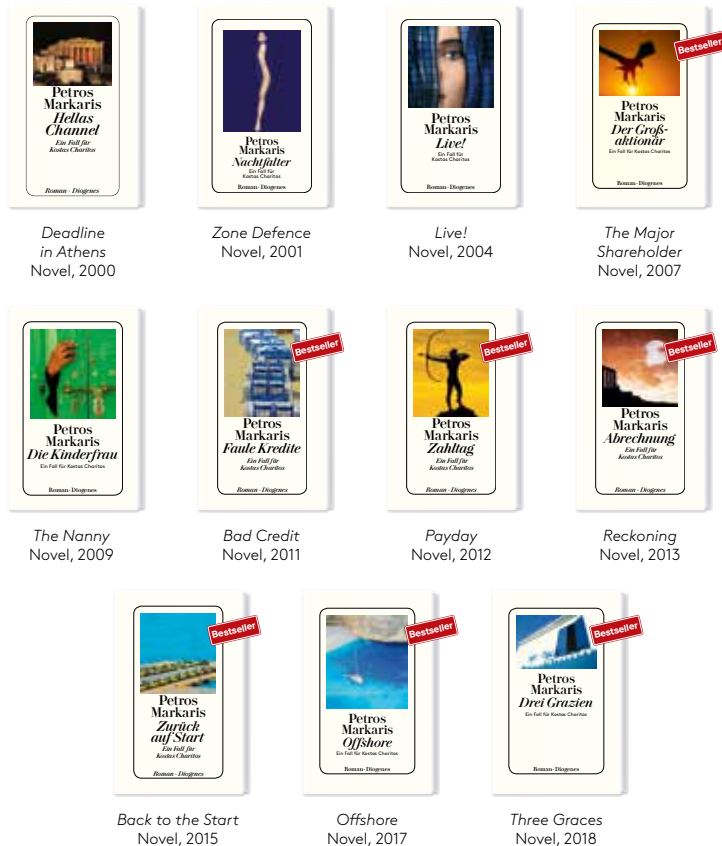 Petros
Markaris
Hellas
Channel
Ein Fall für
Kostas Charitos
Roman · Diogenes
Deadline
in Athens
Novel, 2000
Petros
Markaris
Nachtfalter
Ein Fall für
Kostas Charitos
Roman · Diogenes
Zone Defence
Novel, 2001
Petros
Markaris
Live!
Ein Fall für
Kostas Charitos
Roman · Diogenes
Live!
Novel, 2004
Bestseller
Petros
Markaris
Der Groß-
aktionär
Ein Fall für Kostas Charitos
Roman · Diogenes
The Major
Shareholder
Novel, 2007
Petros
Markaris
Die Kinderfrau
Ein Fall für Kostas Charitos
Roman · Diogenes
The Nanny
Novel, 2009
Bestseller
Petros
Markaris
Faule Kredite
Ein Fall für
Kostas Charitos
Roman · Diogenes
Bad Credit
Novel, 2011
Bestseller
Petros
Markaris
Zahltag
Ein Fall für
Kostas Charitos
Roman · Diogenes
Payday
Novel, 2012
Bestseller
Petros
Markaris
Abrechnung
Ein Fall für
Kostas Charitos
Roman · Diogenes
Reckoning
Novel, 2013
Bestseller
Petros
Markaris
Zurück
auf Start
Ein Fall für
Kostas Charitos
Roman · Diogenes
Back to the Start
Novel, 2015
Bestseller
Petros
Markaris
Offshore
Ein Fall für Kostas Charitos
Roman · Diogenes
Offshore
Novel, 2017
Bestseller
Petros
Markaris
Drei Grazien
Ein Fall für Kostas Charitos
Roman · Diogenes
Three Graces
Novel, 2018